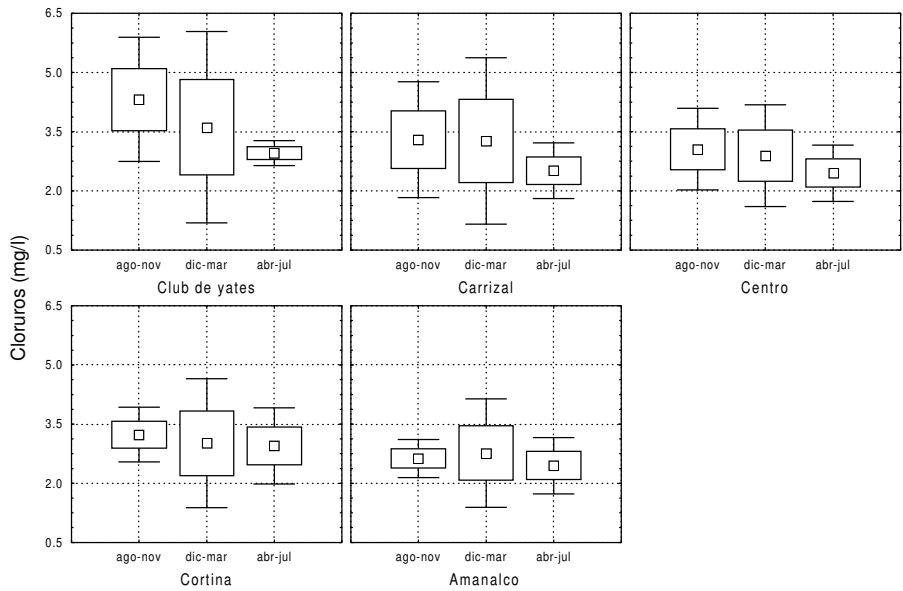 6.5
5.0
3.5
2.0
0.5
ago-nov dic-mar abr-jul
Club de yates
ago-nov dic-mar abr-jul
Carrizal
ago-nov dic-mar abr-jul
Centro
Cloruros (mg/l)
6.5
5.0
3.5
2.0
0.5
ago-nov dic-mar abr-jul
Cortina
ago-nov dic-mar abr-jul
Amanalco